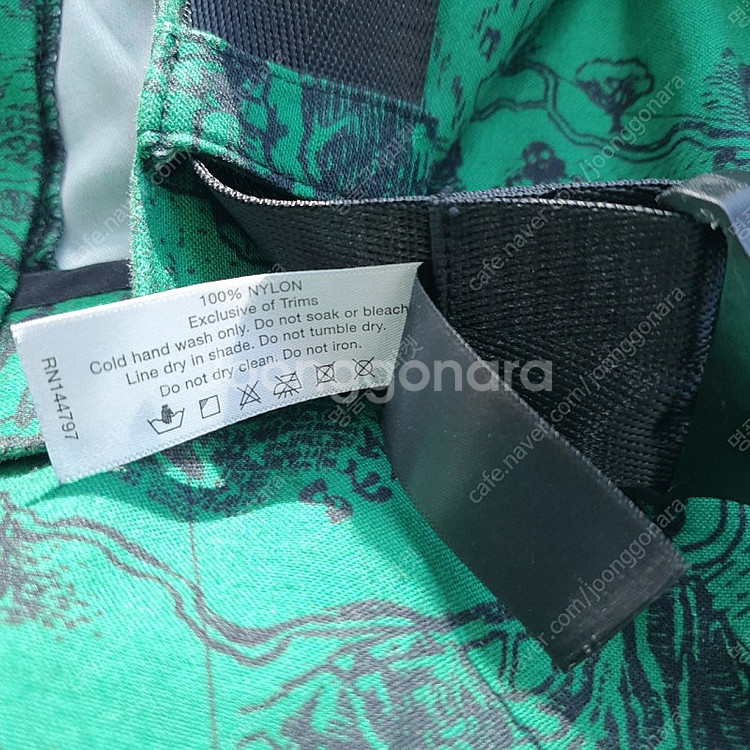 100% NYLON
Exclusive of Trims
Cold hand wash only. Do not soak or bleach
Line dry in shade. Do not tumble dry.
Do not dry clean. Do not iron.
RN144797
joonggonara
cafe.naver.com/joonggonara
cafe.naver.com/joonggonara
cafe.naver.com/joonggonara